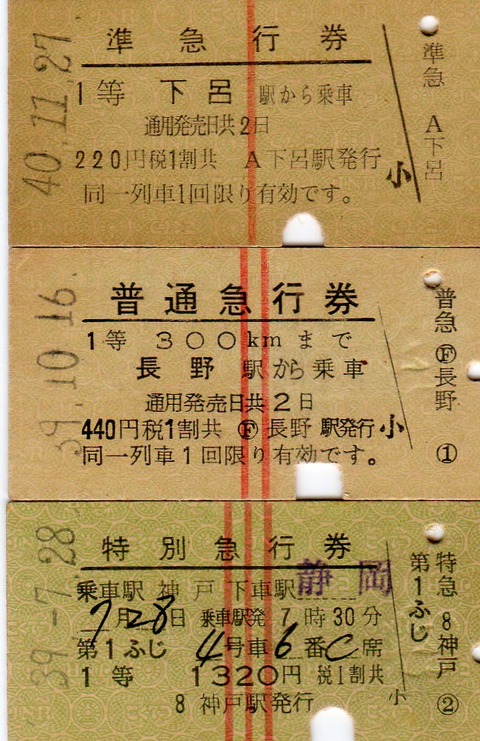 準急行券
1等 下呂 駅から乗車
通用発売日共2日
220円税1割共 A下呂駅発行
同一列車1回限り有効です。
小
準急 A下呂
40.11.27
普通急行券
1等 300kmまで
長野 駅から乗車
通用発売日共2日
440円税1割共 Ⓕ長野 駅発行
同一列車1回限り有効です。
小
普急 Ⓕ長野 ①
39.10.16.
特別急行券
乗車駅 神戸 下車駅 静岡
7月28日 乗車駅発 7時30分
第1ふじ 4号車6番C席
1等 1320円 税1割共
8 神戸駅発行
小
特急 8神戸 ②
第1ふじ
39.-7.28